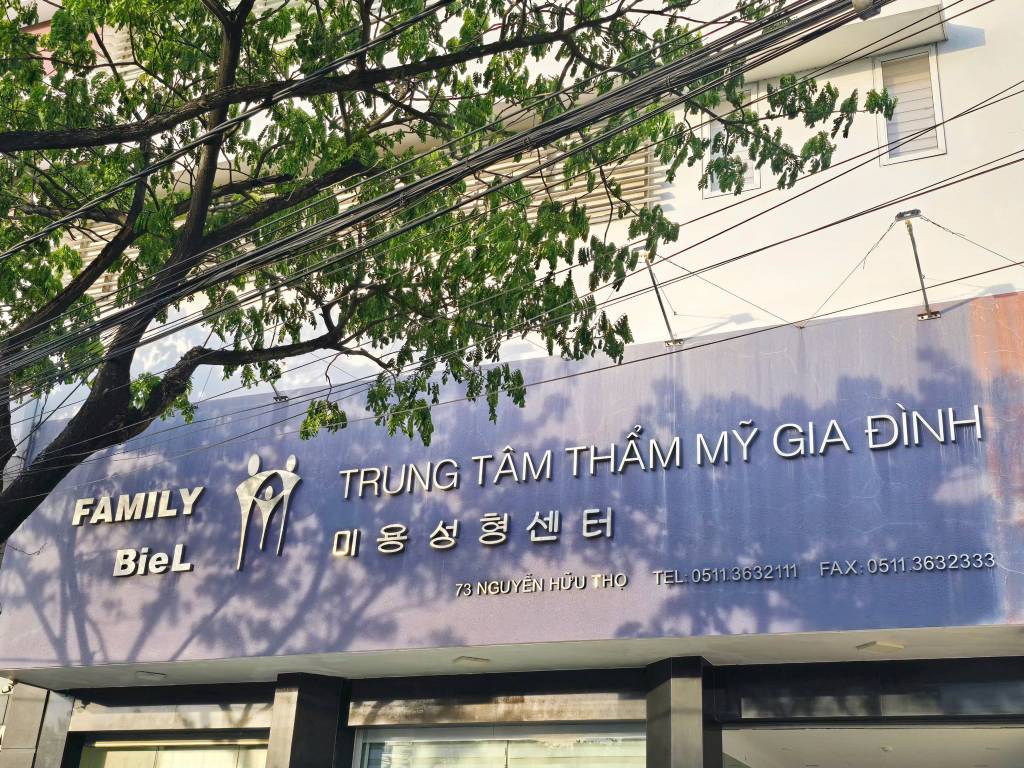 FAMILY
BieL
TRUNG TÂM THẨM MỸ GIA ĐÌNH
미용성형센터
73 NGUYỄN HỮU THỌ TEL: 0511.3632111 FAX: 0511.3632333